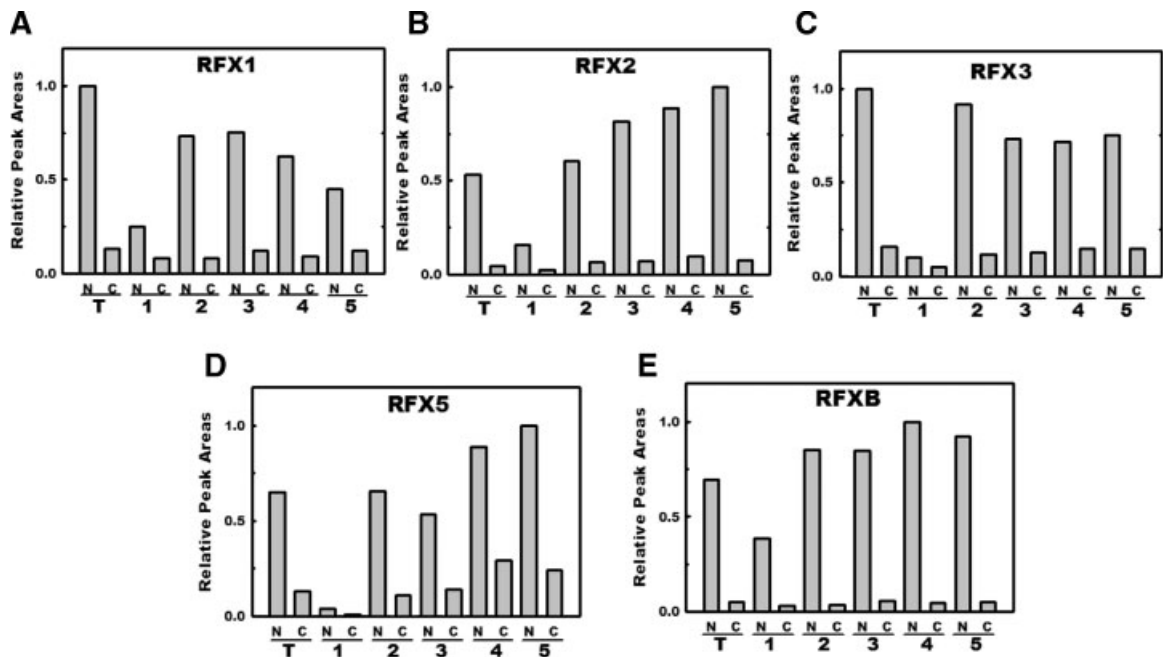 A
RFX1
Relative Peak Areas
1.0
0.5
0.0
N C N C N C N C N C N C
T 1 2 3 4 5
B
RFX2
Relative Peak Areas
1.0
0.5
0.0
N C N C N C N C N C N C
T 1 2 3 4 5
C
RFX3
Relative Peak Areas
1.0
0.5
0.0
N C N C N C N C N C N C
T 1 2 3 4 5
D
RFX5
Relative Peak Areas
1.0
0.5
0.0
N C N C N C N C N C N C
T 1 2 3 4 5
E
RFXB
Relative Peak Areas
1.0
0.5
0.0
N C N C N C N C N C N C
T 1 2 3 4 5